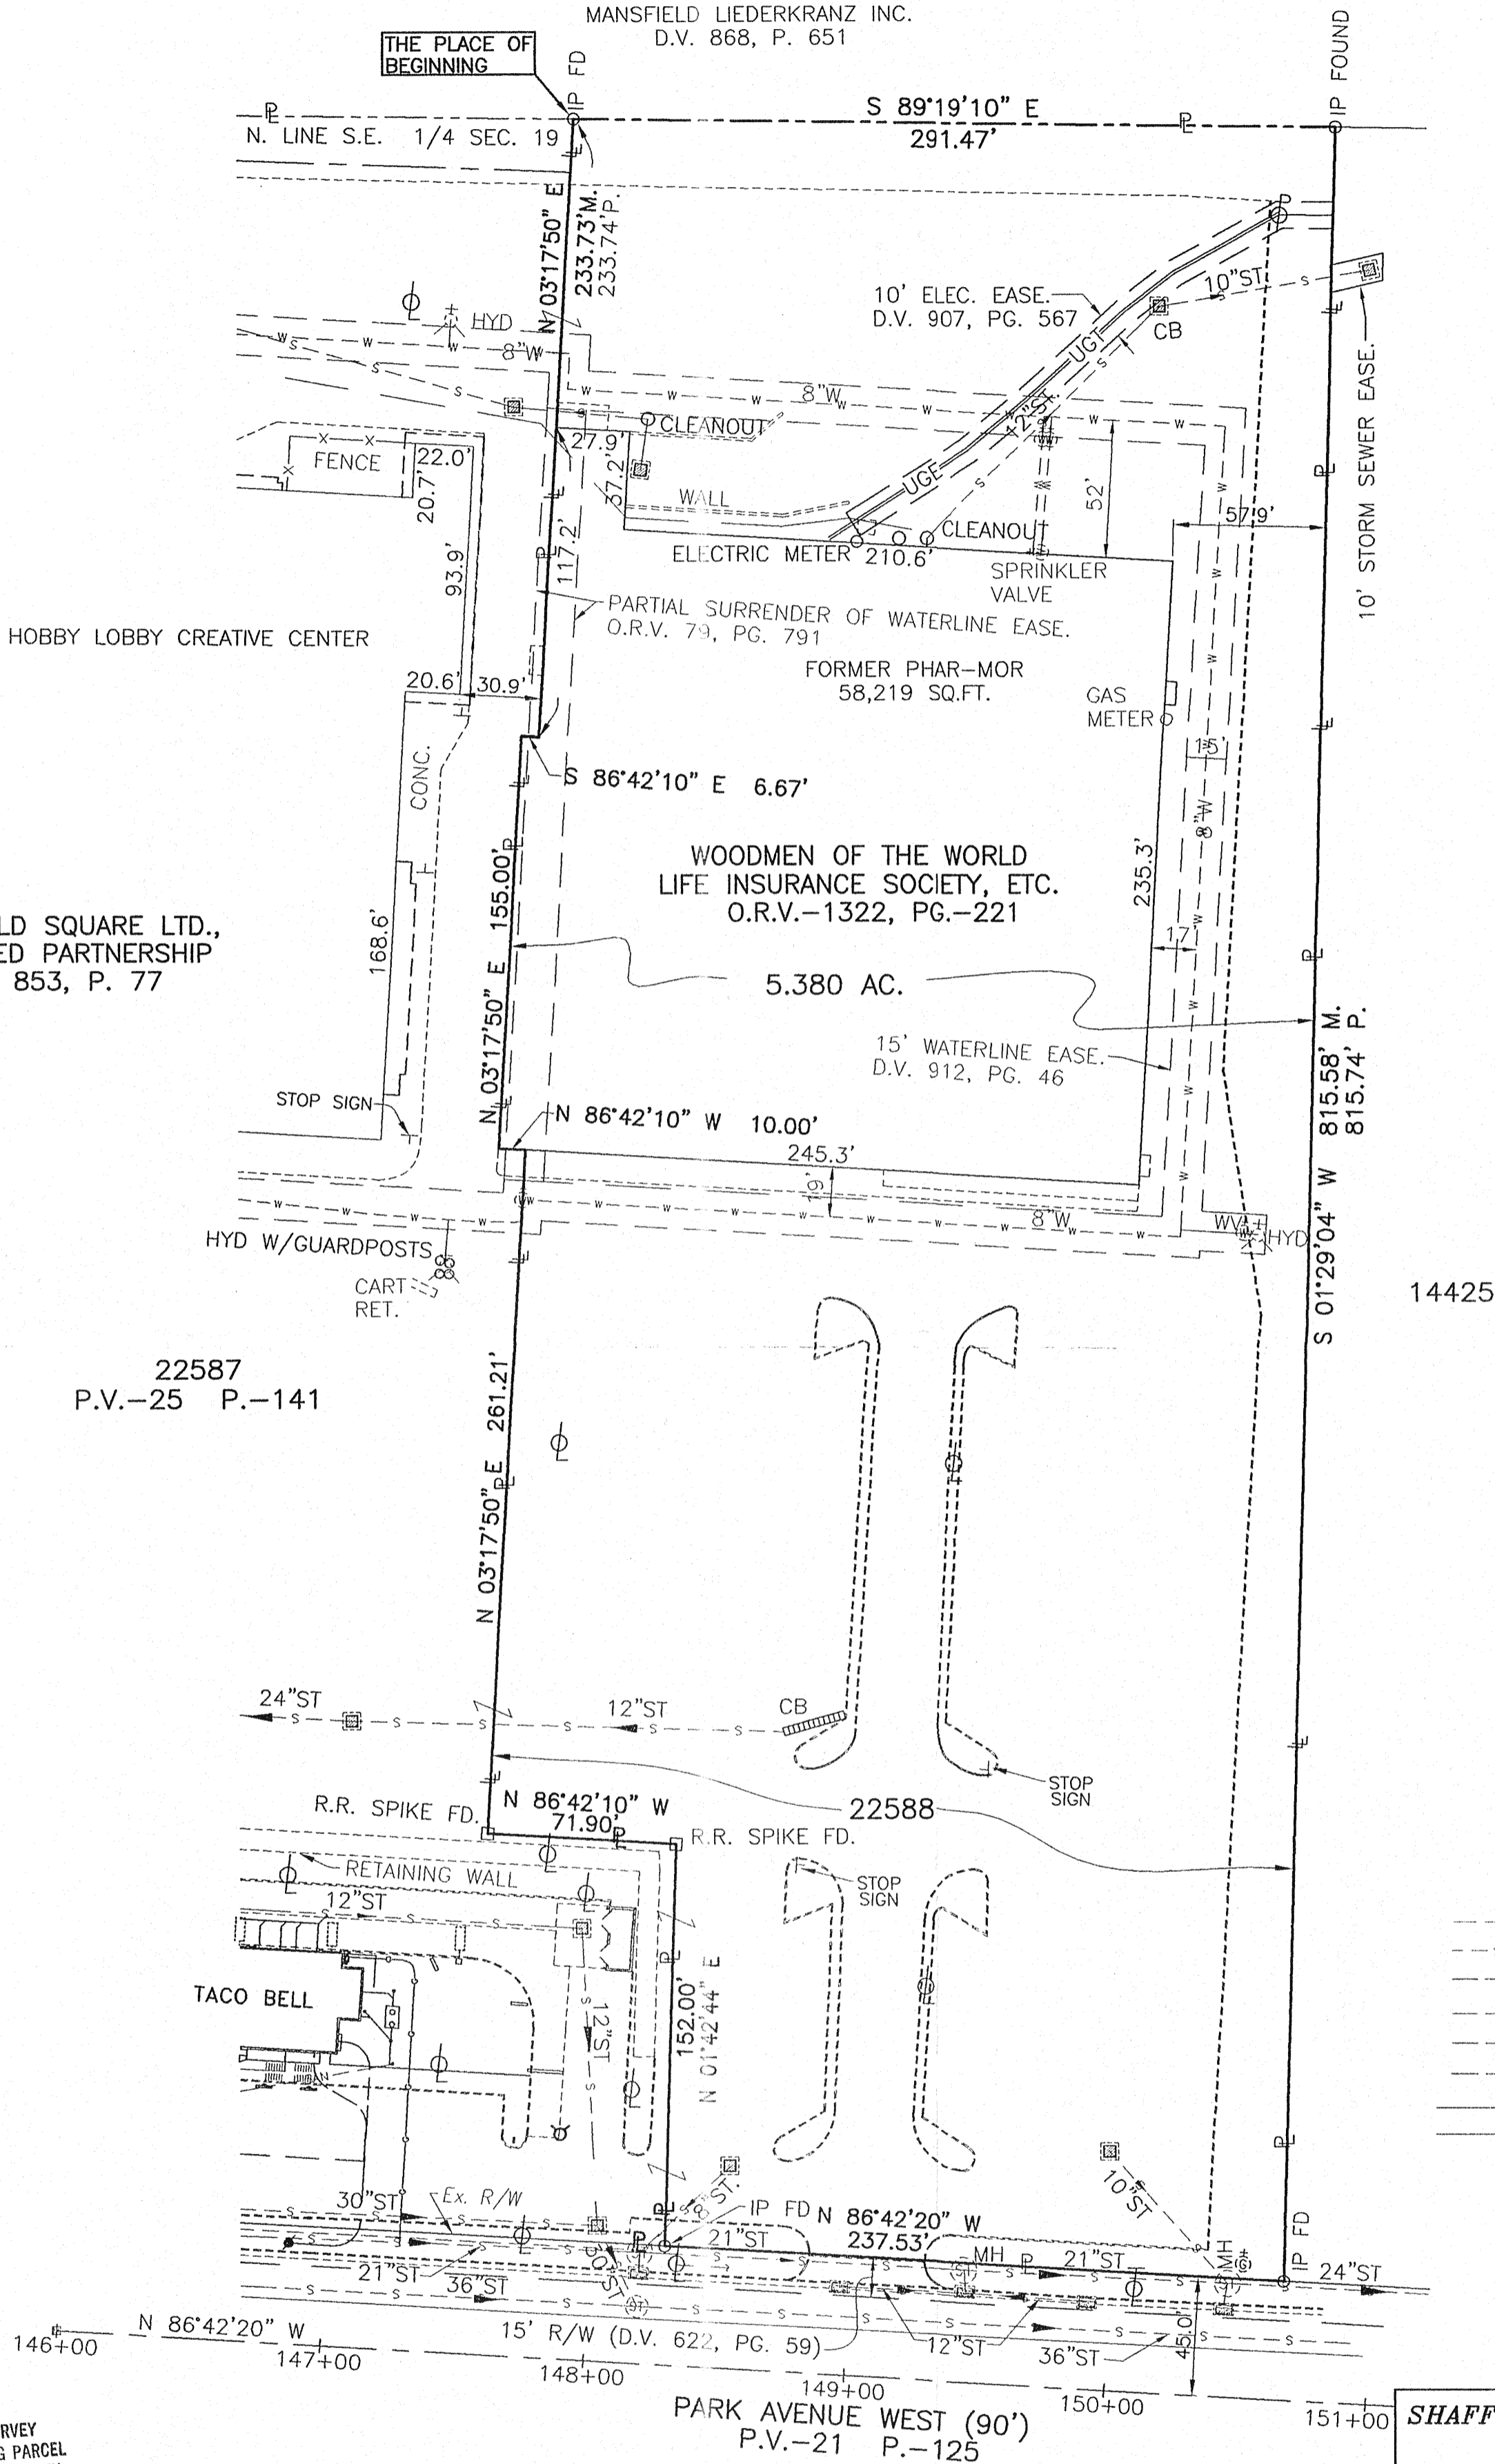 MANSFIELD LIEDERKRANZ INC.
D.V. 868, P. 651
THE PLACE OF
BEGINNING
IP FD
IP FOUND
S 89°19'10" E
291.47'
N. LINE S.E. 1/4 SEC. 19
N 03°17'50" E
233.73'M.
233.74'P.
10' ELEC. EASE.
D.V. 907, PG. 567
10"ST
CB
UGT
10' STORM SEWER EASE.
HYD
8"W
8"W
12"ST.
CLEANOUT
27.9'
37.2'
FENCE
22.0'
20.7'
WALL
UGE
52'
57.9'
CLEANOUT
ELECTRIC METER
210.6'
SPRINKLER
VALVE
93.9'
117.2'
PARTIAL SURRENDER OF WATERLINE EASE.
O.R.V. 79, PG. 791
HOBBY LOBBY CREATIVE CENTER
FORMER PHAR-MOR
58,219 SQ.FT.
20.6'
30.9'
GAS
METER
15'
CONC.
S 86°42'10" E 6.67'
8"W
WOODMEN OF THE WORLD
LIFE INSURANCE SOCIETY, ETC.
O.R.V.-1322, PG.-221
235.3'
N 03°17'50" E 155.00'
LD SQUARE LTD.,
ED PARTNERSHIP
853, P. 77
168.6'
17'
5.380 AC.
15' WATERLINE EASE.
D.V. 912, PG. 46
S 01°29'04" W 815.58' M.
815.74' P.
STOP SIGN
N 86°42'10" W 10.00'
245.3'
19'
8"W
WV
HYD
HYD W/GUARDPOSTS
CART
RET.
14425
22587
P.V.-25 P.-141
N 03°17'50" E 261.21'
24"ST
12"ST
CB
STOP
SIGN
R.R. SPIKE FD.
N 86°42'10" W
71.90'
22588
R.R. SPIKE FD.
RETAINING WALL
12"ST
STOP
SIGN
TACO BELL
12"ST
152.00'
N 01°42'44" E
10"ST
30"ST
Ex. R/W
8"ST.
IP FD
N 86°42'20" W
237.53'
IP FD
21"ST
MH
21"ST
MH
24"ST
21"ST
36"ST
30"ST
15' R/W (D.V. 622, PG. 59)
12"ST
36"ST
45.0'
N 86°42'20" W
146+00
147+00
148+00
149+00
150+00
151+00
PARK AVENUE WEST (90')
P.V.-21 P.-125
SHAFF
RVEY
G PARCEL